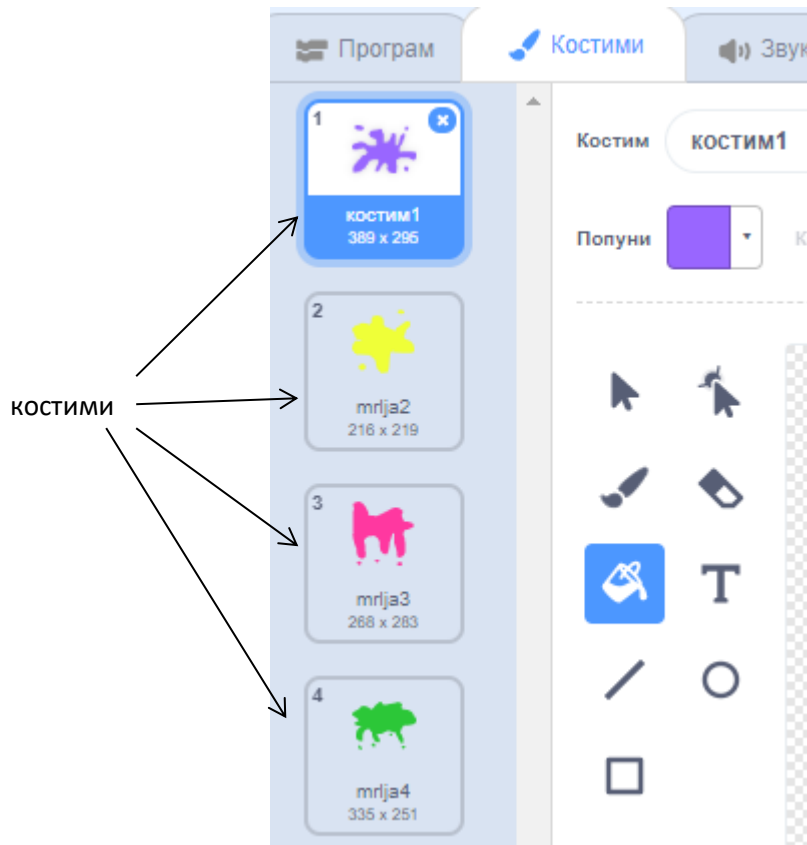 Програм
Костими
Звук
1
костим1
389 x 295
2
mrlja2
216 x 219
3
mrlja3
268 x 283
4
mrlja4
335 x 251
костими
Костим
костим1
Попуни
К
T